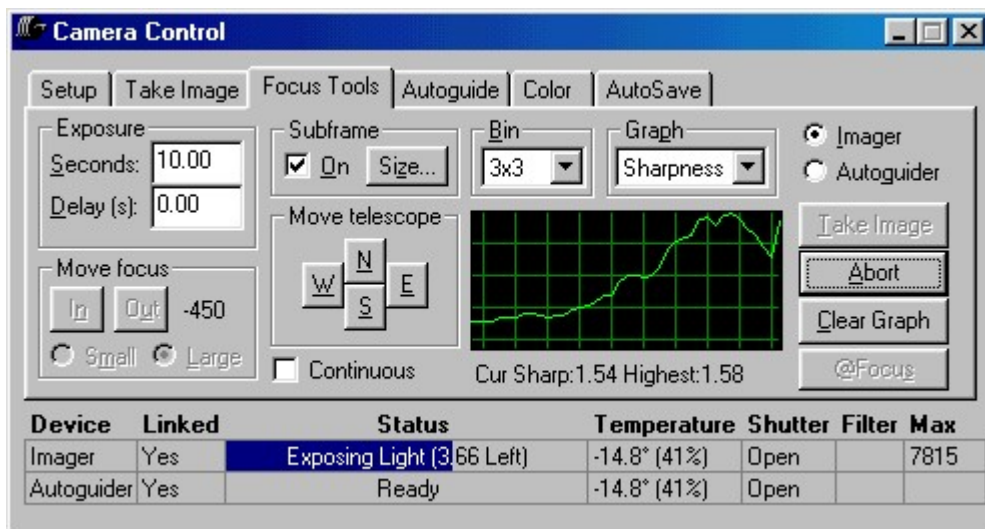 Camera Control
Setup Take Image Focus Tools Autoguide Color AutoSave
Exposure
Seconds: 10.00
Delay (s): 0.00
Subframe
On Size...
Bin
3x3
Graph
Sharpness
Imager
Autoguider
Move focus
In Out -450
Small Large
Move telescope
N
W E
S
Continuous
Cur Sharp:1.54 Highest:1.58
Take Image
Abort
Clear Graph
@Focus
Device Linked Status Temperature Shutter Filter Max
Imager Yes Exposing Light (3.66 Left) -14.8° (41%) Open 7815
Autoguider Yes Ready -14.8° (41%) Open